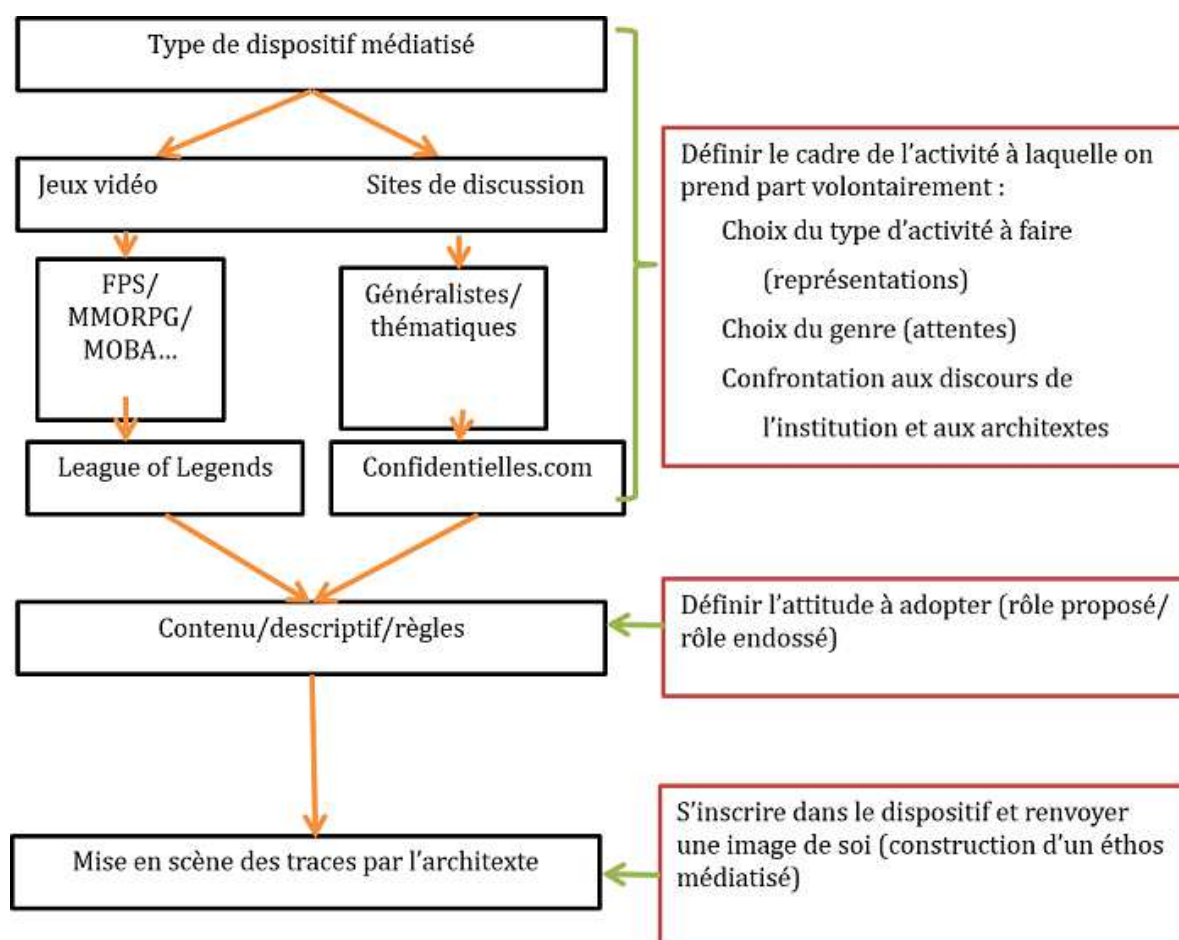 Type de dispositif médiatisé
Jeux vidéo
Sites de discussion
FPS/
MMORPG/
MOBA…
Généralistes/
thématiques
League of Legends
Confidentielles.com
Définir le cadre de l’activité à laquelle on
prend part volontairement :
Choix du type d’activité à faire
(représentations)
Choix du genre (attentes)
Confrontation aux discours de
l’institution et aux architextes
Contenu/descriptif/règles
Définir l’attitude à adopter (rôle proposé/
rôle endossé)
Mise en scène des traces par l’architexte
S’inscrire dans le dispositif et renvoyer
une image de soi (construction d’un éthos
médiatisé)